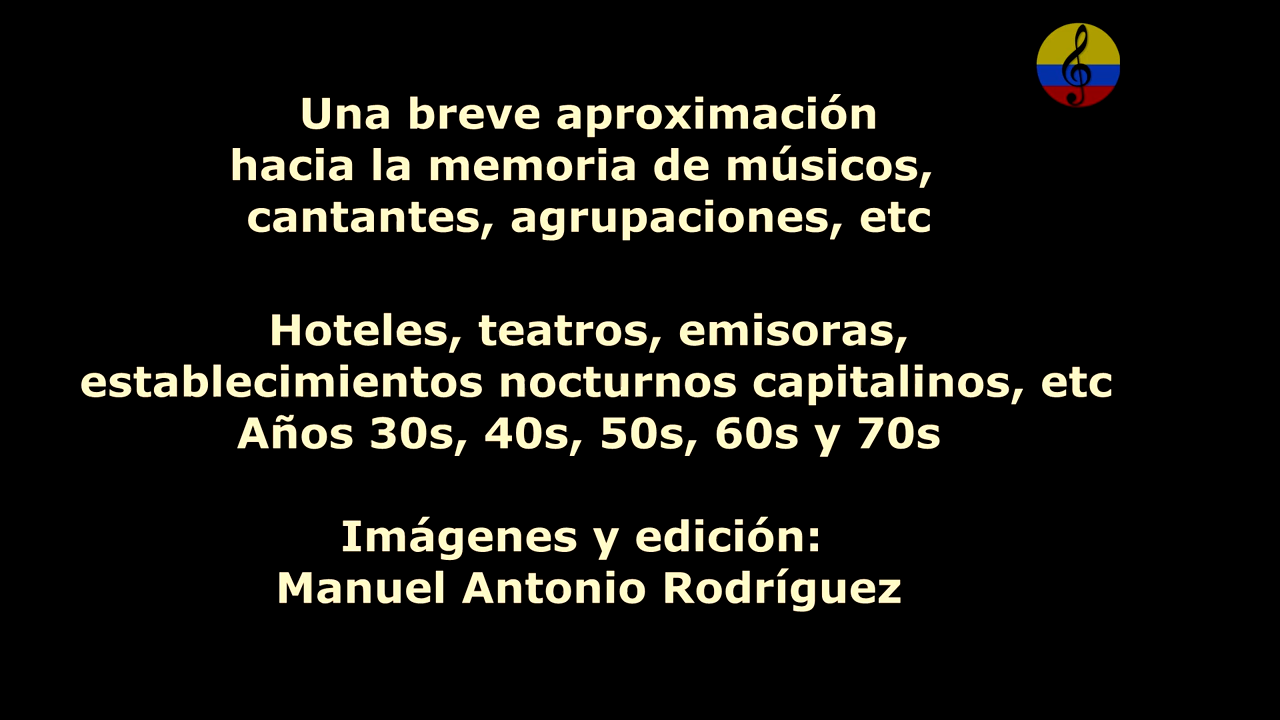 Una breve aproximación
hacia la memoria de músicos,
cantantes, agrupaciones, etc
Hoteles, teatros, emisoras,
establecimientos nocturnos capitalinos, etc
Años 30s, 40s, 50s, 60s y 70s
Imágenes y edición:
Manuel Antonio Rodríguez